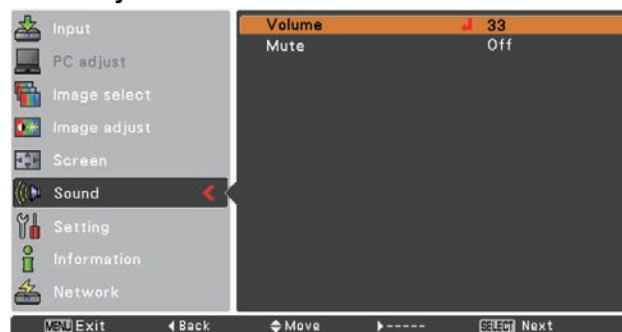 Input
PC adjust
Image select
Image adjust
Screen
Sound
Setting
Information
Network
Volume 33
Mute Off
MENU Exit Back Move ----- SELECT Next